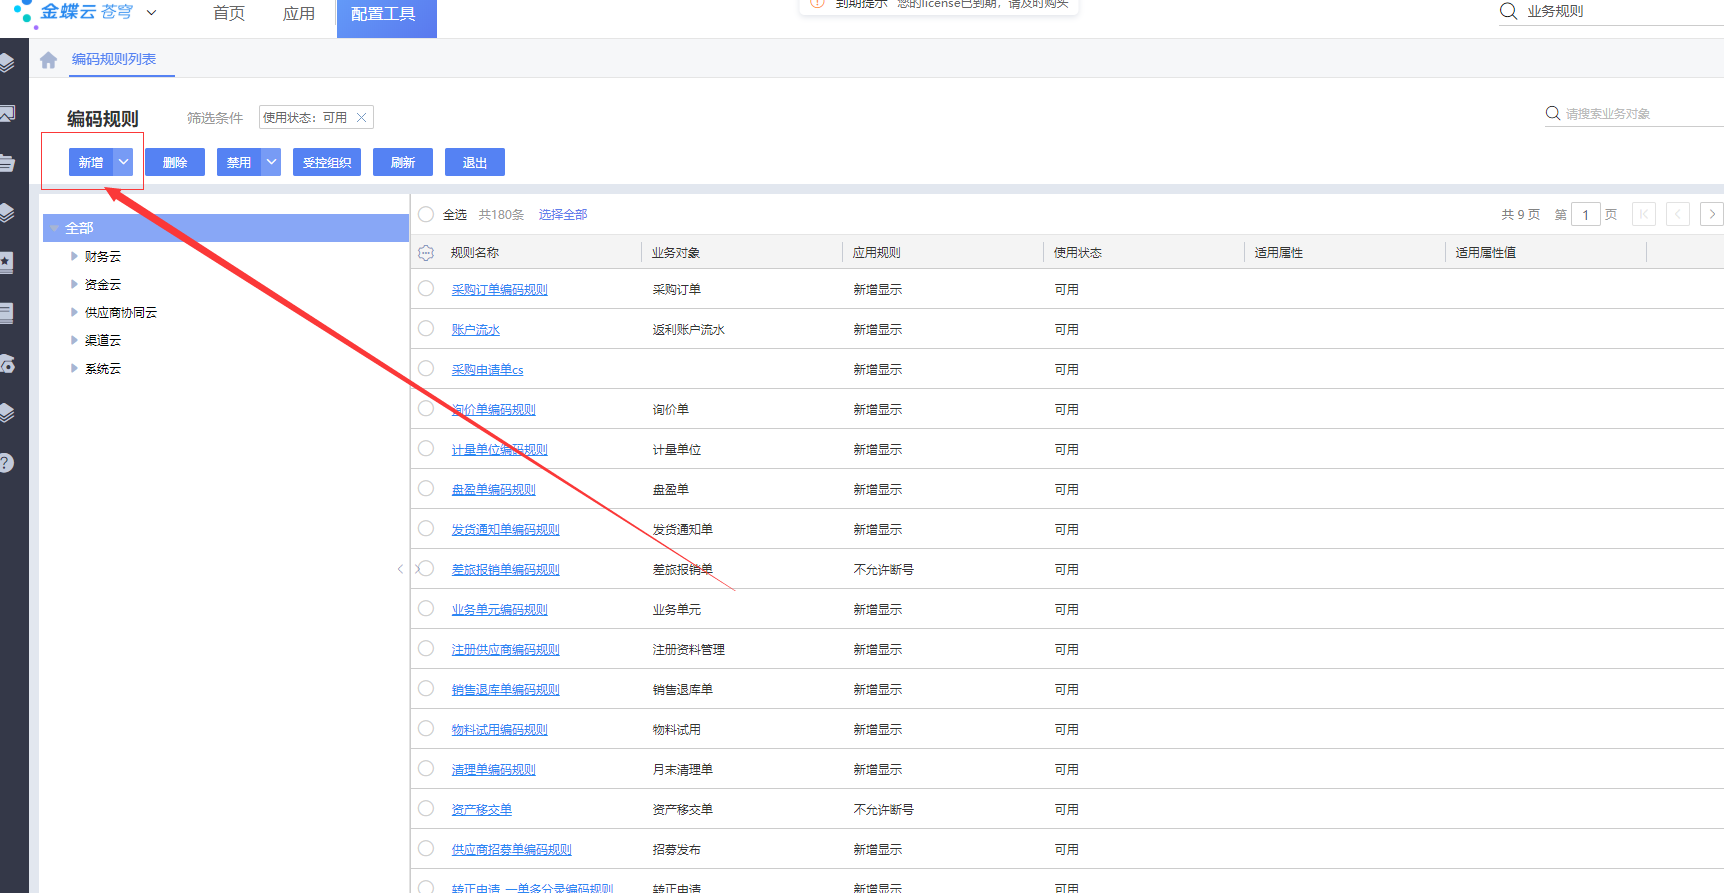 金蝶云 苍穹 首页 应用 配置工具 到期提示 您的license已到期，请及时购买 业务规则
编码规则列表
编码规则 筛选条件 使用状态：可用 请搜索业务对象
新增 删除 禁用 受控组织 刷新 退出
全部
财务云
资金云
供应商协同云
渠道云
系统云
全选 共180条 选择全部 共 9 页 第 1 页
规则名称 业务对象 应用规则 使用状态 适用属性 适用属性值
采购订单编码规则 采购订单 新增显示 可用
账户流水 返利账户流水 新增显示 可用
采购申请单cs 新增显示 可用
询价单编码规则 询价单 新增显示 可用
计量单位编码规则 计量单位 新增显示 可用
盘盈单编码规则 盘盈单 新增显示 可用
发货通知单编码规则 发货通知单 新增显示 可用
差旅报销单编码规则 差旅报销单 不允许断号 可用
业务单元编码规则 业务单元 新增显示 可用
注册供应商编码规则 注册资料管理 新增显示 可用
销售退库单编码规则 销售退库单 新增显示 可用
物料试用编码规则 物料试用 新增显示 可用
清理单编码规则 月末清理单 新增显示 可用
资产移交单 资产移交单 不允许断号 可用
供应商招募单编码规则 招募发布 新增显示 可用
转正申请_一单多分录编码规则 转正申请 新增显示 可用